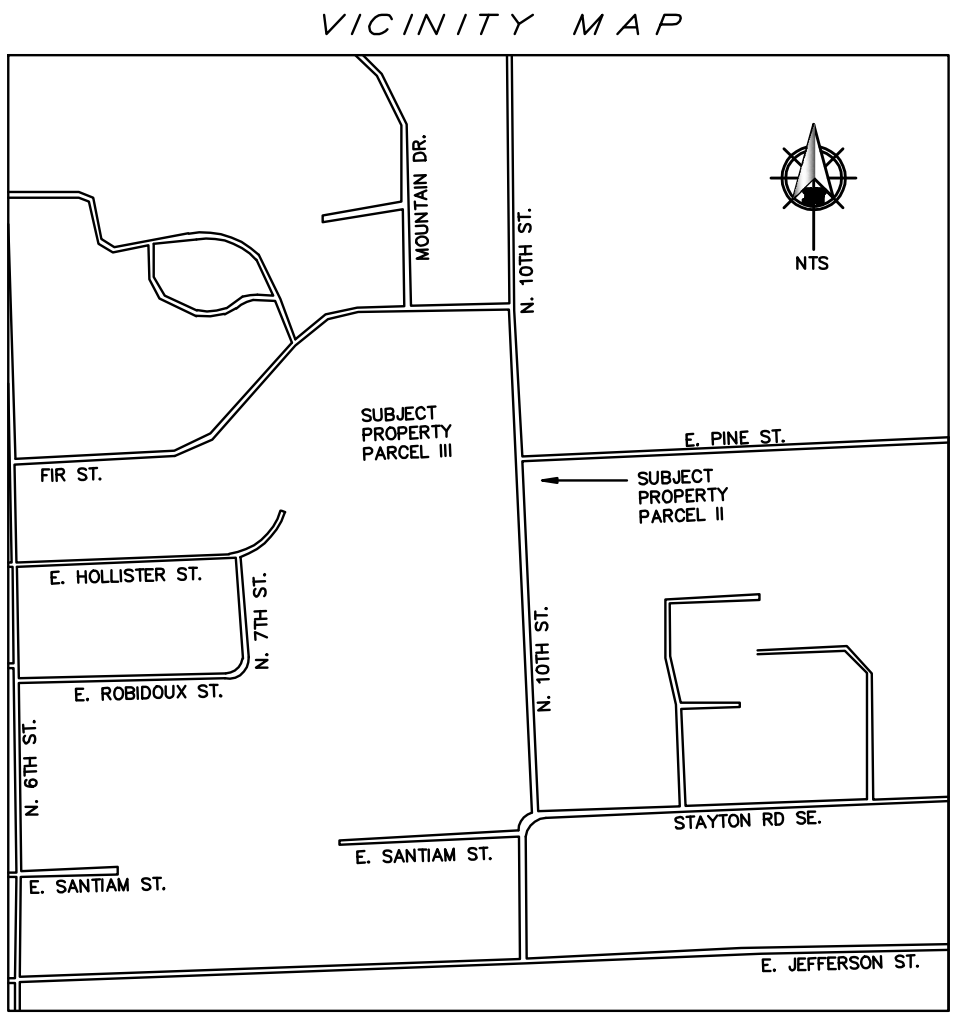 VICINITY MAP
MOUNTAIN DR.
N. 10TH ST.
NTS
SUBJECT
PROPERTY
PARCEL III
E. PINE ST.
FIR ST.
SUBJECT
PROPERTY
PARCEL II
E. HOLLISTER ST.
N. 7TH ST.
N. 10TH ST.
E. ROBIDOUX ST.
N. 6TH ST.
STAYTON RD SE.
E. SANTIAM ST.
E. SANTIAM ST.
E. JEFFERSON ST.